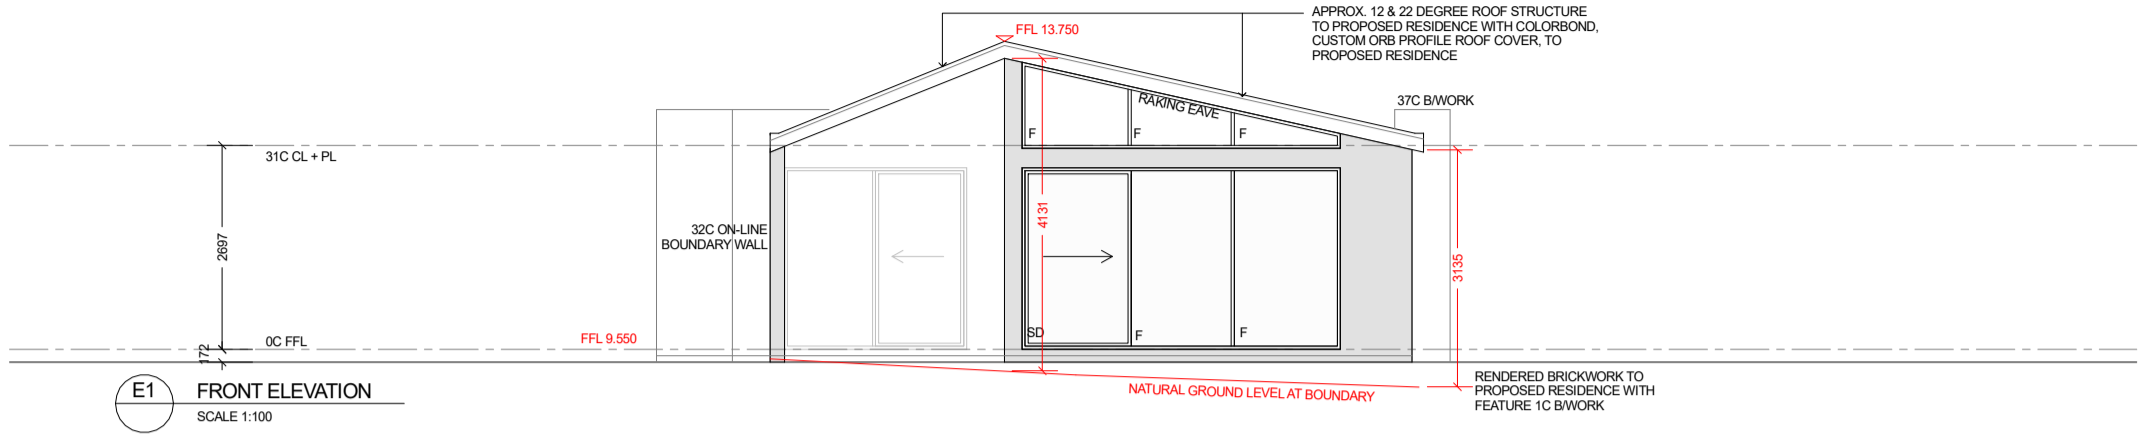 APPROX. 12 & 22 DEGREE ROOF STRUCTURE
TO PROPOSED RESIDENCE WITH COLORBOND,
CUSTOM ORB PROFILE ROOF COVER, TO
PROPOSED RESIDENCE
FFL 13.750
RAKING EAVE
37C B/WORK
F
F
F
31C CL + PL
2697
32C ON-LINE
BOUNDARY WALL
4131
3135
0C FFL
FFL 9.550
172
SD
F
F
E1
FRONT ELEVATION
SCALE 1:100
NATURAL GROUND LEVEL AT BOUNDARY
RENDERED BRICKWORK TO
PROPOSED RESIDENCE WITH
FEATURE 1C B/WORK